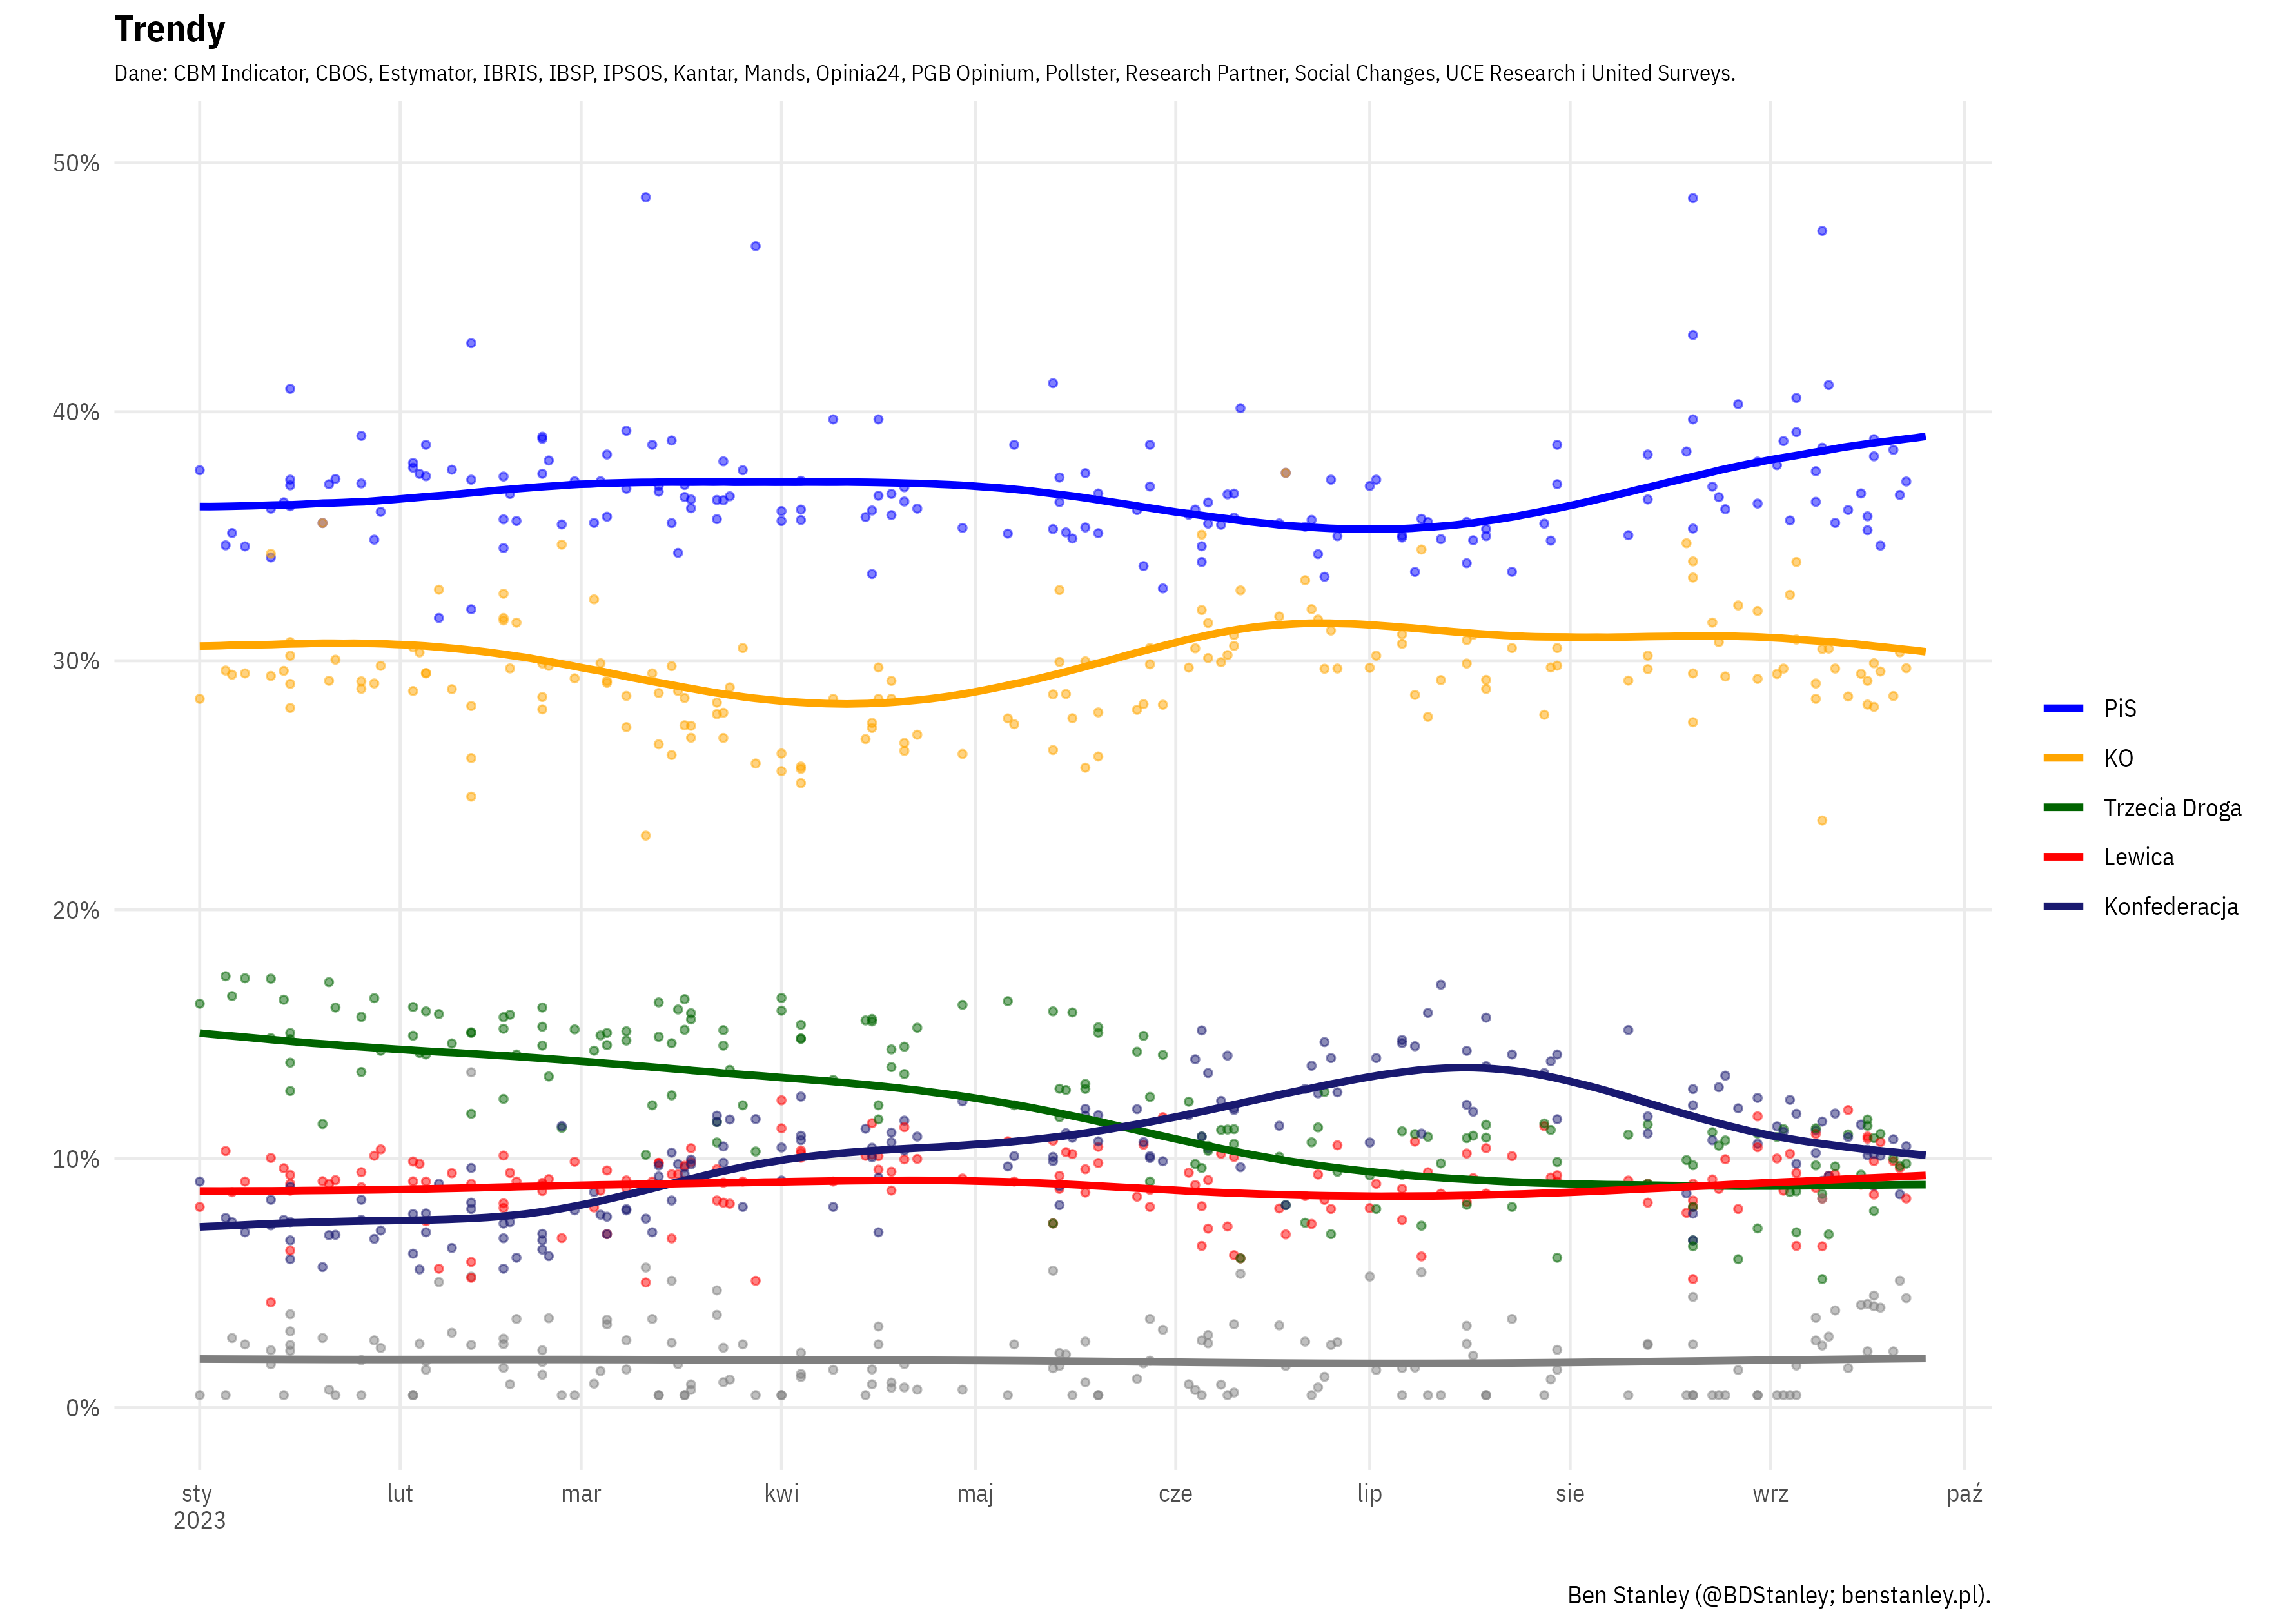 Trendy
Dane: CBM Indicator, CBOS, Estymator, IBRIS, IBSP, IPSOS, Kantar, Mands, Opinia24, PGB Opinium, Pollster, Research Partner, Social Changes, UCE Research i United Surveys.
50%
40%
30%
20%
10%
0%
PiS
KO
Trzecia Droga
Lewica
Konfederacja
sty lut mar kwi maj cze lip sie wrz paź
2023
Ben Stanley (@BDStanley; benstanley.pl).